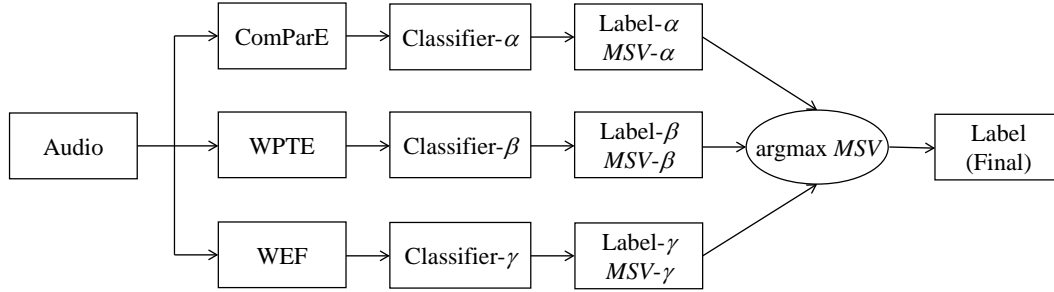 ComParE
Classifier-α
Label-α
MSV-α
Audio
WPTE
Classifier-β
Label-β
MSV-β
argmax MSV
Label
(Final)
WEF
Classifier-γ
Label-γ
MSV-γ